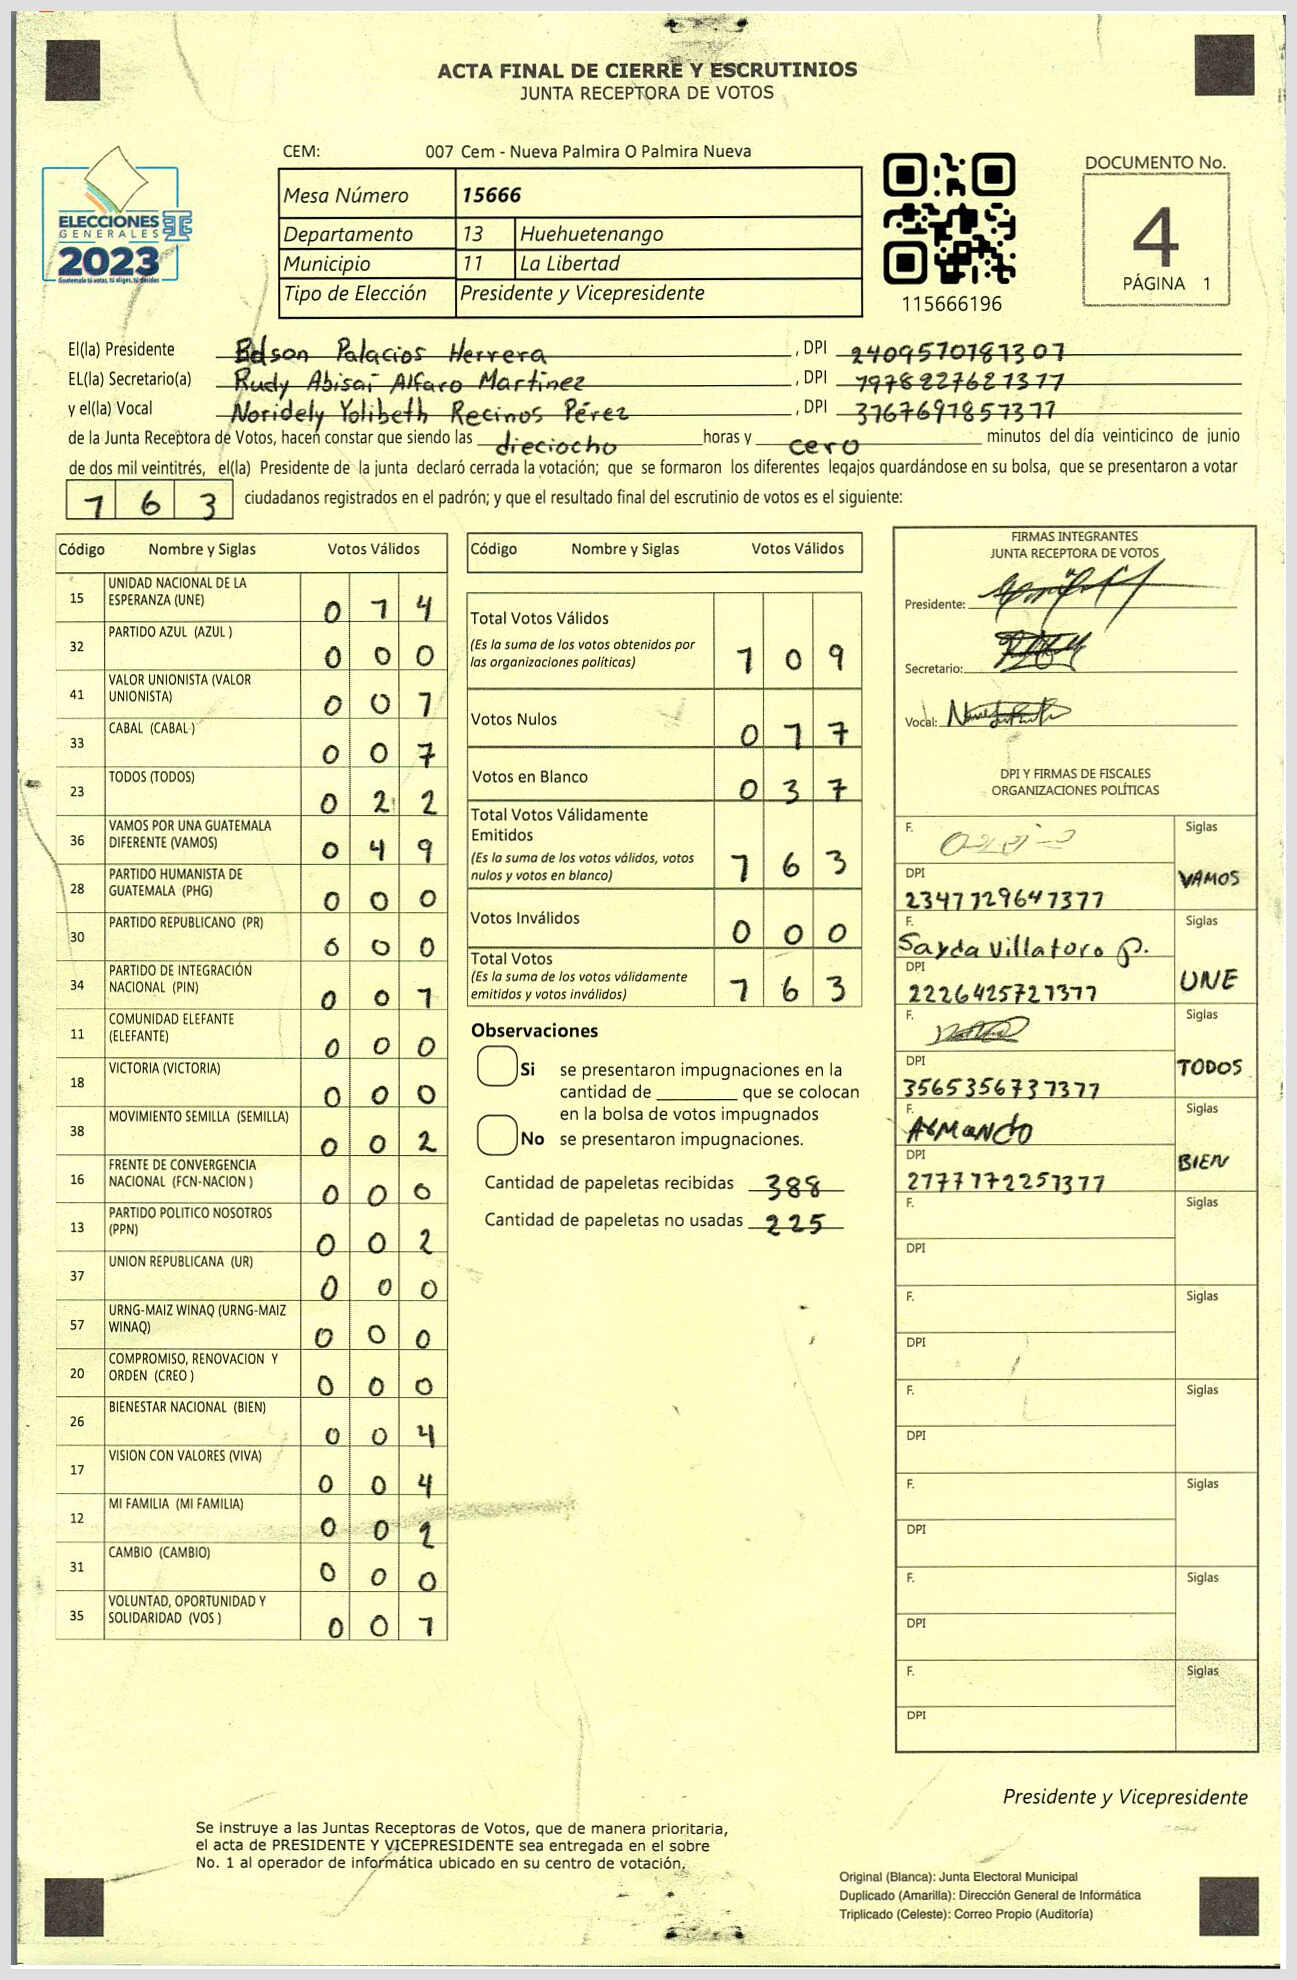 ACTA FINAL DE CIERRE Y ESCRUTINIOS
JUNTA RECEPTORA DE VOTOS
CEM: 007 Cem - Nueva Palmira O Palmira Nueva
ELECCIONES
GENERALES
2023
Guatemala tú votas, tú eliges, tú decides
TSE
Mesa Número 15666
Departamento 13 Huehuetenango
Municipio 11 La Libertad
Tipo de Elección Presidente y Vicepresidente
115666196
DOCUMENTO No.
4
PÁGINA 1
El(la) Presidente Edson Palacios Herrera , DPI 2409570181307
EL(la) Secretario(a) Rudy Abisaí Alfaro Martínez , DPI 1978227621311
y el(la) Vocal Noridely Yolibeth Recinos Pérez , DPI 3161691851311
de la Junta Receptora de Votos, hacen constar que siendo las dieciocho horas y cero minutos del día veinticinco de junio
de dos mil veintitrés, el(la) Presidente de la junta declaró cerrada la votación; que se formaron los diferentes legajos guardándose en su bolsa, que se presentaron a votar
1 6 3 ciudadanos registrados en el padrón; y que el resultado final del escrutinio de votos es el siguiente:
Código Nombre y Siglas Votos Válidos
15 UNIDAD NACIONAL DE LA
ESPERANZA (UNE) 0 1 4
32 PARTIDO AZUL (AZUL ) 0 0 0
41 VALOR UNIONISTA (VALOR
UNIONISTA) 0 0 1
33 CABAL (CABAL ) 0 0 7
23 TODOS (TODOS) 0 2 2
36 VAMOS POR UNA GUATEMALA
DIFERENTE (VAMOS) 0 4 9
28 PARTIDO HUMANISTA DE
GUATEMALA (PHG) 0 0 0
30 PARTIDO REPUBLICANO (PR) 0 0 0
34 PARTIDO DE INTEGRACIÓN
NACIONAL (PIN) 0 0 1
11 COMUNIDAD ELEFANTE
(ELEFANTE) 0 0 0
18 VICTORIA (VICTORIA) 0 0 0
38 MOVIMIENTO SEMILLA (SEMILLA) 0 0 2
16 FRENTE DE CONVERGENCIA
NACIONAL (FCN-NACION ) 0 0 0
13 PARTIDO POLITICO NOSOTROS
(PPN) 0 0 2
37 UNION REPUBLICANA (UR) 0 0 0
57 URNG-MAIZ WINAQ (URNG-MAIZ
WINAQ) 0 0 0
20 COMPROMISO, RENOVACION Y
ORDEN (CREO ) 0 0 0
26 BIENESTAR NACIONAL (BIEN) 0 0 4
17 VISION CON VALORES (VIVA) 0 0 4
12 MI FAMILIA (MI FAMILIA) 0 0 2
31 CAMBIO (CAMBIO) 0 0 0
35 VOLUNTAD, OPORTUNIDAD Y
SOLIDARIDAD (VOS ) 0 0 1
Código Nombre y Siglas Votos Válidos
Total Votos Válidos
(Es la suma de los votos obtenidos por
las organizaciones políticas) 1 0 9
Votos Nulos 0 1 7
Votos en Blanco 0 3 7
Total Votos Válidamente
Emitidos
(Es la suma de los votos válidos, votos
nulos y votos en blanco) 1 6 3
Votos Inválidos 0 0 0
Total Votos
(Es la suma de los votos válidamente
emitidos y votos inválidos) 1 6 3
Observaciones
Si se presentaron impugnaciones en la
cantidad de ________ que se colocan
en la bolsa de votos impugnados
No se presentaron impugnaciones.
Cantidad de papeletas recibidas 388
Cantidad de papeletas no usadas 225
FIRMAS INTEGRANTES
JUNTA RECEPTORA DE VOTOS
Presidente:
Secretario:
Vocal:
DPI Y FIRMAS DE FISCALES
ORGANIZACIONES POLÍTICAS
F. Siglas
DPI VAMOS
2341129641311
F. Siglas
Sayda Villatoro P.
DPI UNE
2226425721311
F. Siglas
DPI TODOS
3565356731311
F. Siglas
ARMANDO
DPI BIEN
F. Siglas
DPI
F. Siglas
DPI
F. Siglas
DPI
F. Siglas
DPI
F. Siglas
DPI
F. Siglas
DPI
Presidente y Vicepresidente
Se instruye a las Juntas Receptoras de Votos, que de manera prioritaria,
el acta de PRESIDENTE Y VICEPRESIDENTE sea entregada en el sobre
No. 1 al operador de informática ubicado en su centro de votación.
Original (Blanca): Junta Electoral Municipal
Duplicado (Amarilla): Dirección General de Informática
Triplicado (Celeste): Correo Propio (Auditoría)